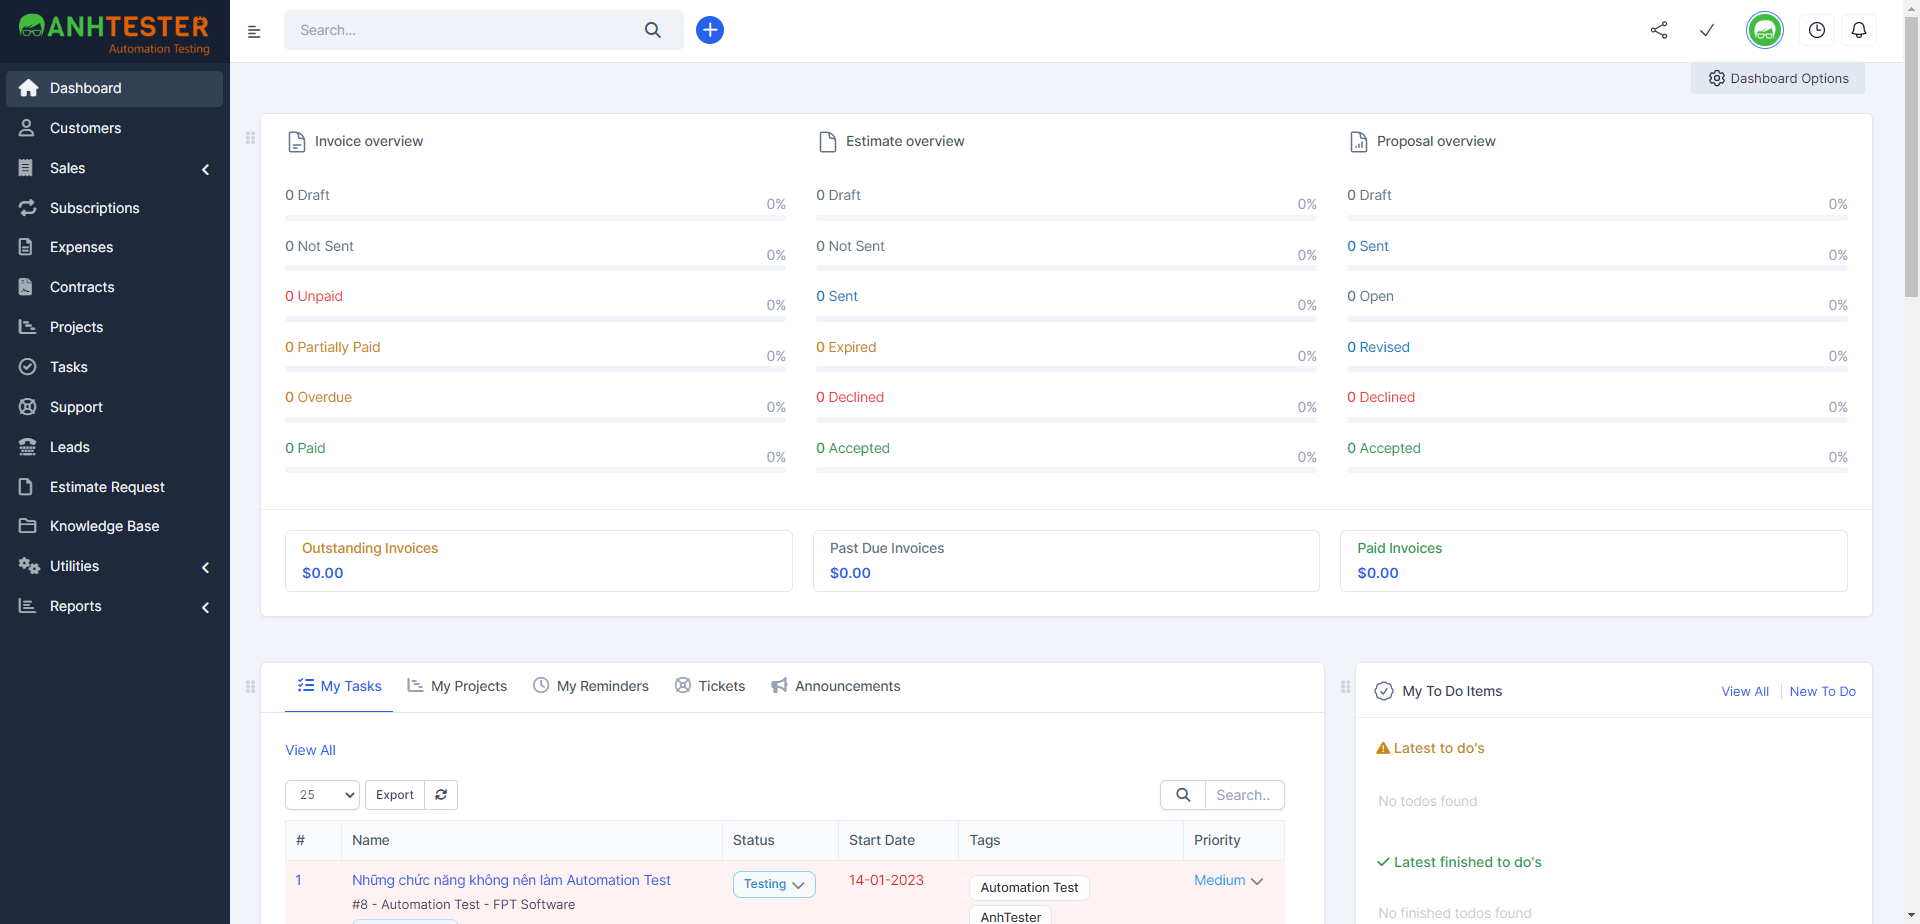 ANHTESTER
Automation Testing
Search...
Dashboard Options
Dashboard
Customers
Sales
Subscriptions
Expenses
Contracts
Projects
Tasks
Support
Leads
Estimate Request
Knowledge Base
Utilities
Reports
Invoice overview
0 Draft
0%
0 Not Sent
0%
0 Unpaid
0%
0 Partially Paid
0%
0 Overdue
0%
0 Paid
0%
Estimate overview
0 Draft
0%
0 Not Sent
0%
0 Sent
0%
0 Expired
0%
0 Declined
0%
0 Accepted
0%
Proposal overview
0 Draft
0%
0 Sent
0%
0 Open
0%
0 Revised
0%
0 Declined
0%
0 Accepted
0%
Outstanding Invoices
$0.00
Past Due Invoices
$0.00
Paid Invoices
$0.00
My Tasks My Projects My Reminders Tickets Announcements
View All
25 Export Search..
# Name Status Start Date Tags Priority
1 Những chức năng không nên làm Automation Test Testing 14-01-2023 Automation Test Medium
#8 - Automation Test - FPT Software AnhTester
My To Do Items View All New To Do
Latest to do's
No todos found
Latest finished to do's
No finished todos found